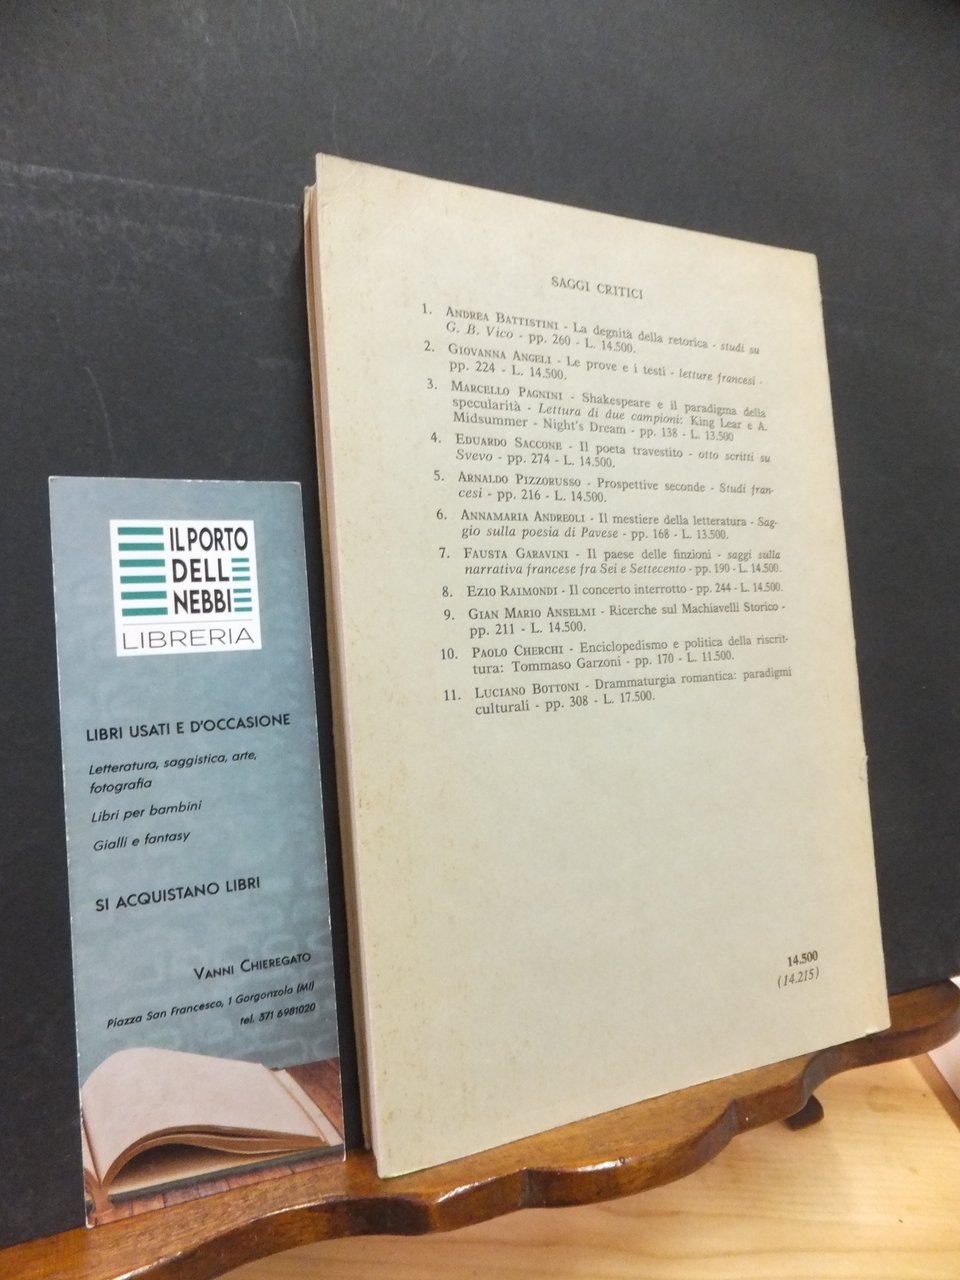 IL PORTO
DELLE
NEBBIE
LIBRERIA
LIBRI USATI E D'OCCASIONE
Letteratura, saggistica, arte,
fotografia
Libri per bambini
Gialli e fantasy
SI ACQUISTANO LIBRI
VANNI CHIEREGATO
Piazza San Francesco, 1 Gorgonzola (MI)
tel. 371 6981020
SAGGI CRITICI
1. ANDREA BATTISTINI - La degnità della retorica - studi su
G. B. Vico - pp. 260 - L. 14.500.
2. GIOVANNA ANGELI - Le prove e i testi - letture francesi -
pp. 224 - L. 14.500.
3. MARCELLO PAGNINI - Shakespeare e il paradigma della
specularità - Lettura di due campioni: King Lear e A.
Midsummer - Night's Dream - pp. 138 - L. 13.500
4. EDUARDO SACCONE - Il poeta travestito - otto scritti su
Svevo - pp. 274 - L. 14.500.
5. ARNALDO PIZZORUSSO - Prospettive seconde - Studi fran-
cesi - pp. 216 - L. 14.500.
6. ANNAMARIA ANDREOLI - Il mestiere della letteratura - Sag-
gio sulla poesia di Pavese - pp. 168 - L. 13.500.
7. FAUSTA GARAVINI - Il paese delle finzioni - saggi sulla
narrativa francese fra Sei e Settecento - pp. 190 - L. 14.500.
8. EZIO RAIMONDI - Il concerto interrotto - pp. 244 - L. 14.500.
9. GIAN MARIO ANSELMI - Ricerche sul Machiavelli Storico -
pp. 211 - L. 14.500.
10. PAOLO CHERCHI - Enciclopedismo e politica della riscrit-
tura: Tommaso Garzoni - pp. 170 - L. 11.500.
11. LUCIANO BOTTONI - Drammaturgia romantica: paradigmi
culturali - pp. 308 - L. 17.500.
14.500
(14.215)